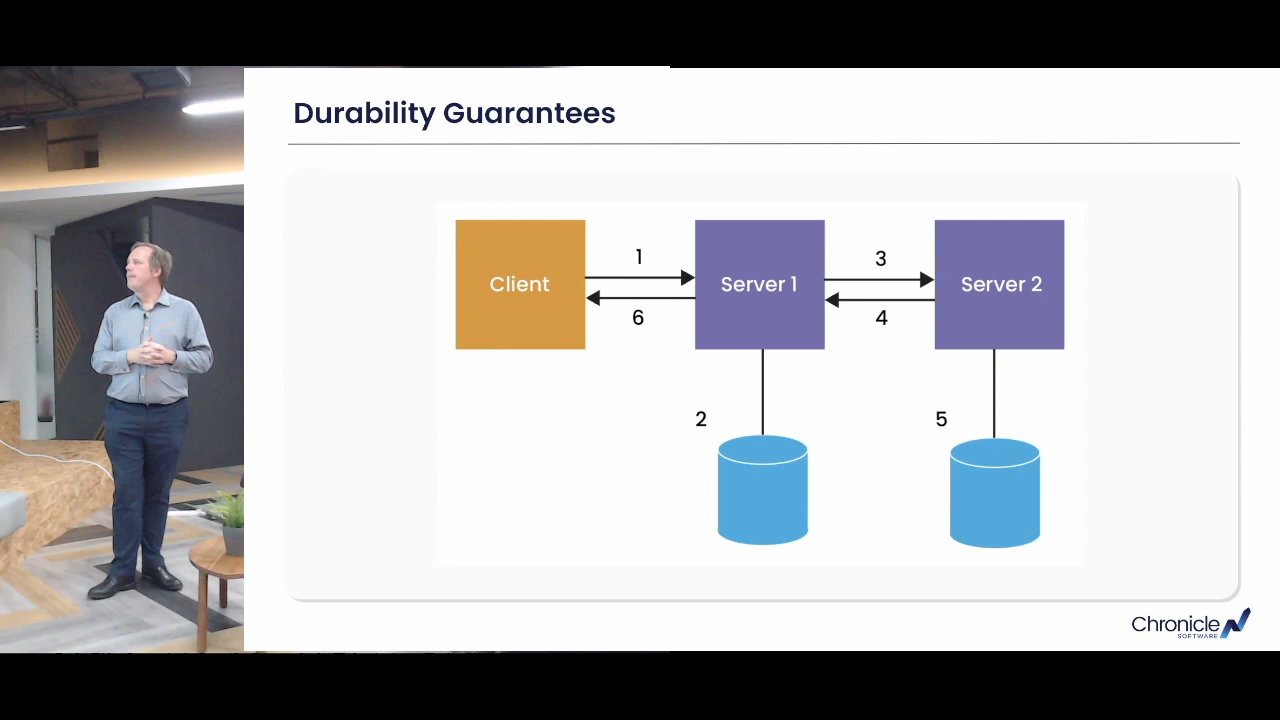 Durability Guarantees
Client
1
6
Server 1
3
4
Server 2
2
5
Chronicle
SOFTWARE